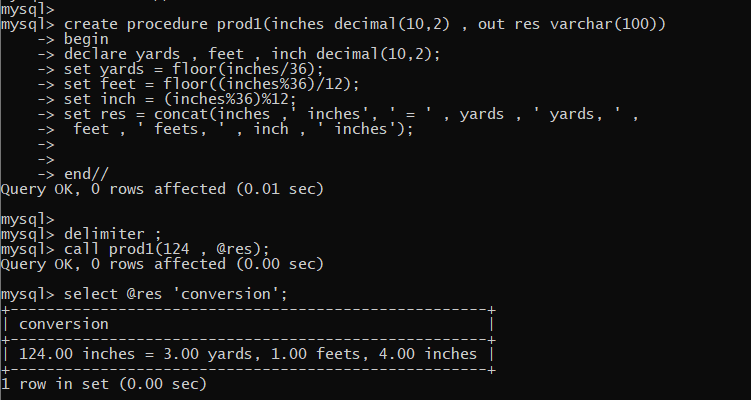 mysql>
mysql> create procedure prod1(inches decimal(10,2) , out res varchar(100))
    -> begin
    -> declare yards , feet , inch decimal(10,2);
    -> set yards = floor(inches/36);
    -> set feet = floor((inches%36)/12);
    -> set inch = (inches%36)%12;
    -> set res = concat(inches ,' inches', ' = ' , yards , ' yards, ' ,
    ->  feet , ' feets, ' , inch , ' inches');
    ->
    ->
    -> end//
Query OK, 0 rows affected (0.01 sec)

mysql>
mysql> delimiter ;
mysql> call prod1(124 , @res);
Query OK, 0 rows affected (0.00 sec)

mysql> select @res 'conversion';
+-----------------------------------------------------+
| conversion                                          |
+-----------------------------------------------------+
| 124.00 inches = 3.00 yards, 1.00 feets, 4.00 inches |
+-----------------------------------------------------+
1 row in set (0.00 sec)